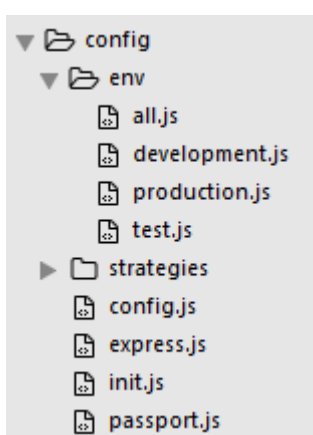 config
env
all.js
development.js
production.js
test.js
strategies
config.js
express.js
init.js
passport.js